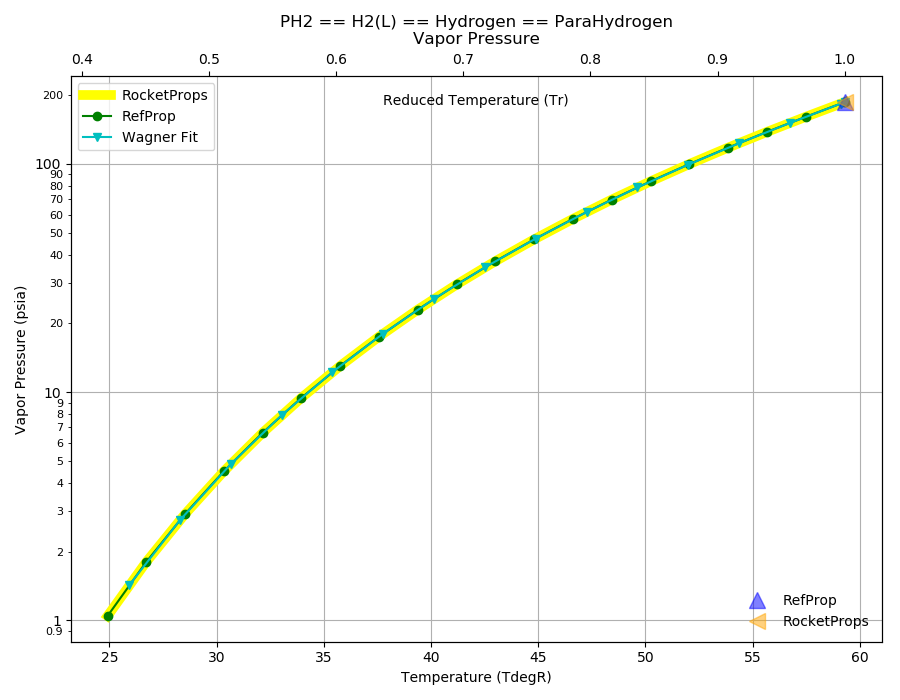 PH2 == H2(L) == Hydrogen == ParaHydrogen
Vapor Pressure
0.4 0.5 0.6 0.7 0.8 0.9 1.0
Reduced Temperature (Tr)
RocketProps
RefProp
Wagner Fit
200
100
90
80
70
60
50
40
30
20
10
9
8
7
6
5
4
3
2
1
0.9
Vapor Pressure (psia)
RefProp
RocketProps
25 30 35 40 45 50 55 60
Temperature (TdegR)